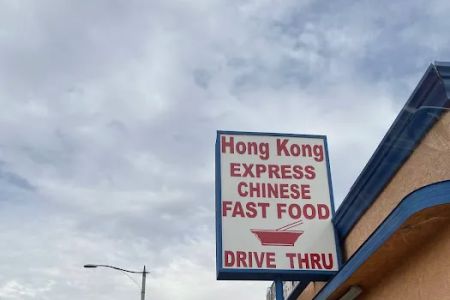 Hong Kong
EXPRESS
CHINESE
FAST FOOD
DRIVE THRU